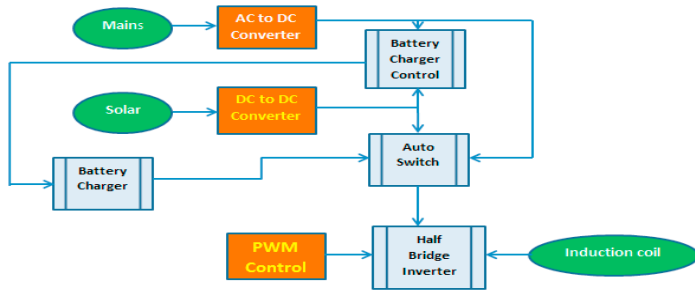 Mains
AC to DC
Converter
Battery
Charger
Control
Solar
DC to DC
Converter
Auto
Switch
Battery
Charger
PWM
Control
Half
Bridge
Inverter
Induction coil